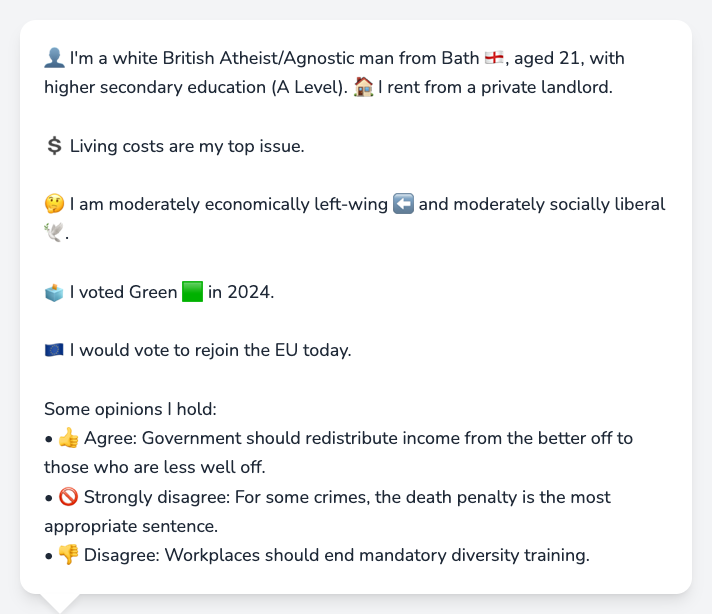 👤 I'm a white British Atheist/Agnostic man from Bath 🏴󠁧󠁢󠁥󠁮󠁧󠁿, aged 21, with
higher secondary education (A Level). 🏠 I rent from a private landlord.
💲 Living costs are my top issue.
🤔 I am moderately economically left-wing ⬅️ and moderately socially liberal
🕊️.
🗳️ I voted Green 🟩 in 2024.
🇪🇺 I would vote to rejoin the EU today.
Some opinions I hold:
• 👍 Agree: Government should redistribute income from the better off to
those who are less well off.
• 🚫 Strongly disagree: For some crimes, the death penalty is the most
appropriate sentence.
• 👎 Disagree: Workplaces should end mandatory diversity training.